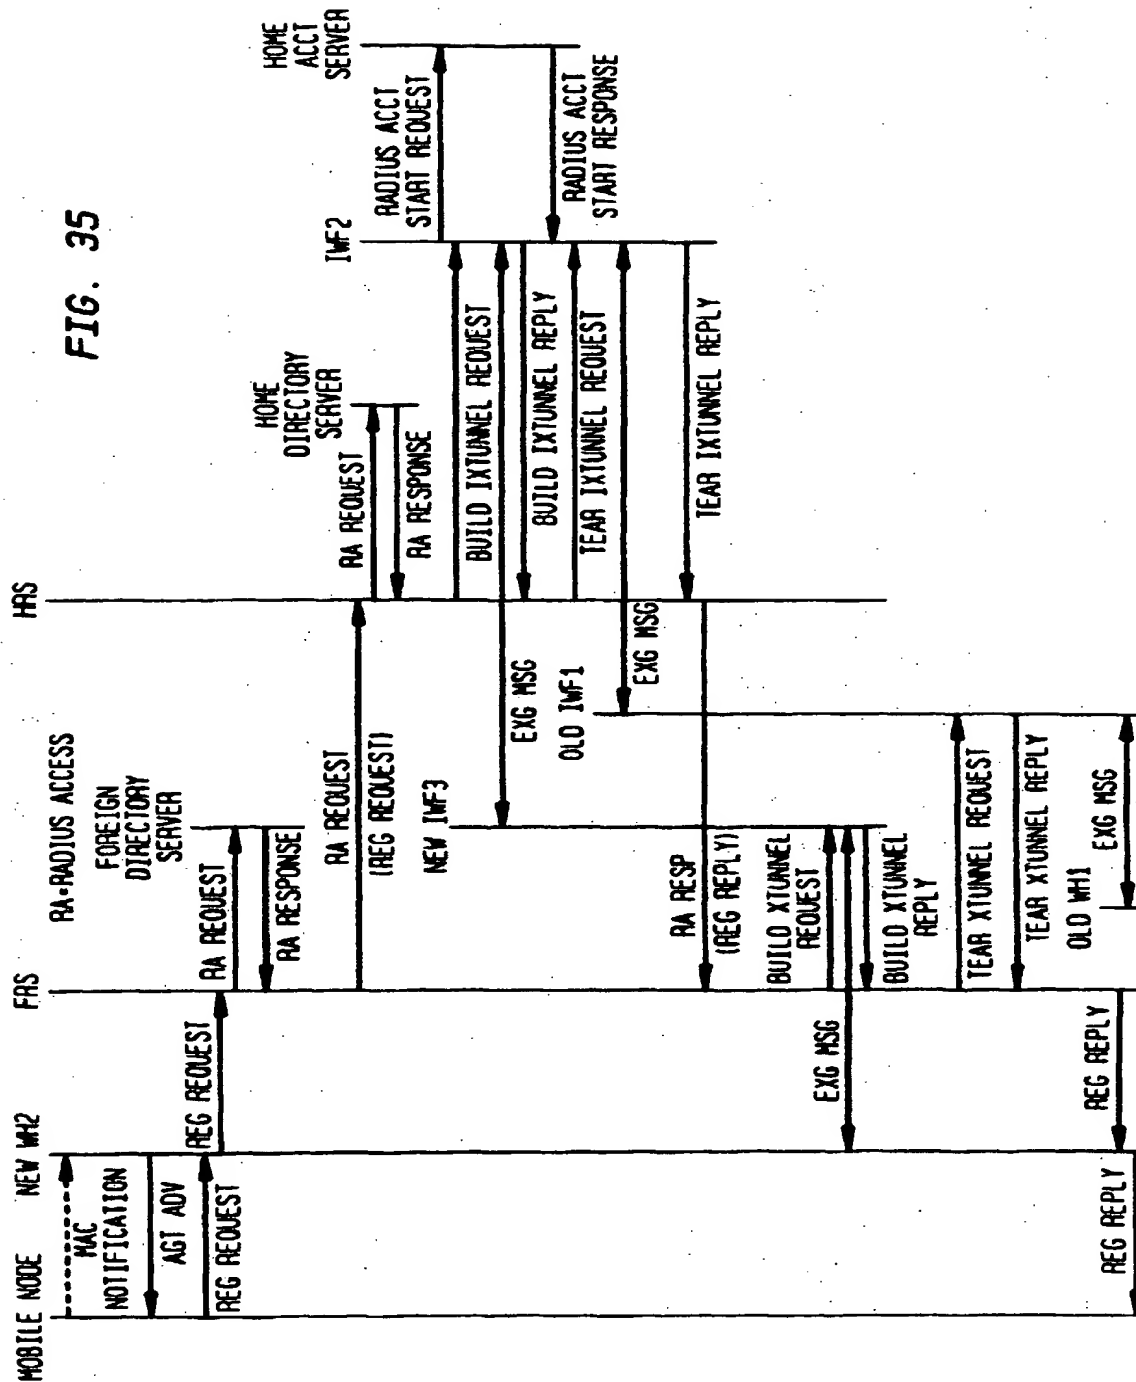 FIG. 35
MOBILE NODE
NEW WH2
FRS
RA=RADIUS ACCESS
FOREIGN
DIRECTORY
SERVER
HRS
HOME
DIRECTORY
SERVER
IWF2
HOME
ACCT
SERVER
MAC
NOTIFICATION
AGT ADV
REG REQUEST
REG REQUEST
RA REQUEST
RA RESPONSE
RA REQUEST
(REG REQUEST)
RA REQUEST
RA RESPONSE
RADIUS ACCT
START REQUEST
BUILD IXTUNNEL REQUEST
NEW IWF3
EXG MSG
BUILD IXTUNNEL REPLY
RADIUS ACCT
START RESPONSE
TEAR IXTUNNEL REQUEST
OLD IWF1
EXG MSG
TEAR IXTUNNEL REPLY
RA RESP
(REG REPLY)
BUILD XTUNNEL
REQUEST
EXG MSG
BUILD XTUNNEL
REPLY
TEAR XTUNNEL REQUEST
TEAR XTUNNEL REPLY
OLD WH1
EXG MSG
REG REPLY
REG REPLY